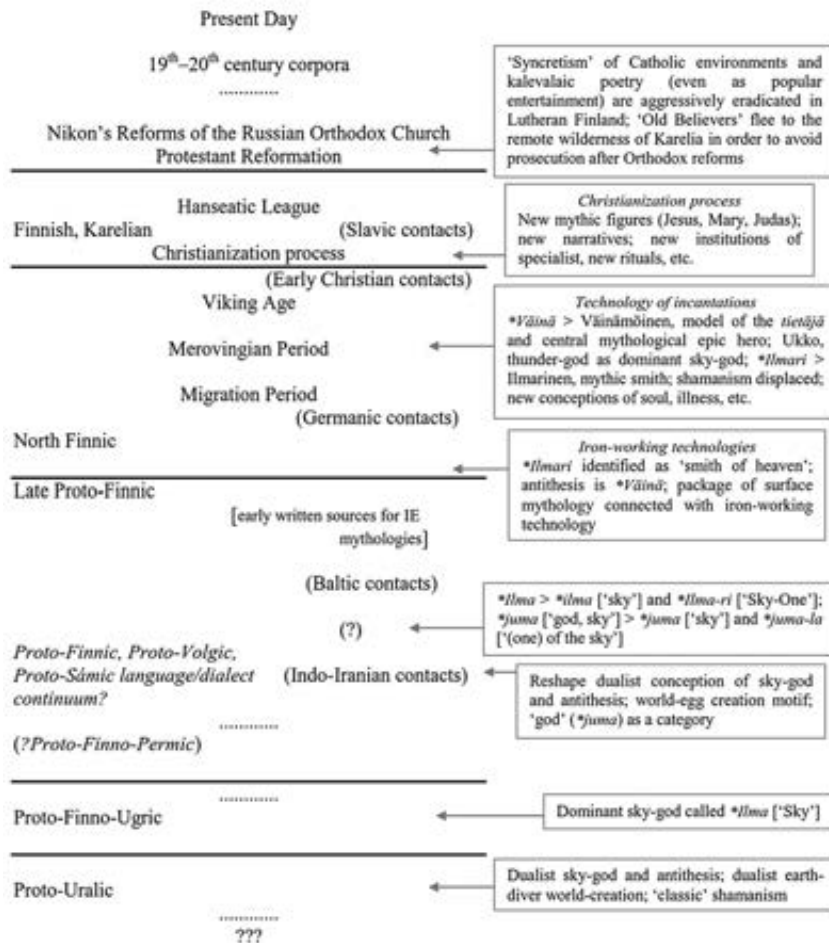 Present Day
19th–20th century corpora
............
‘Syncretism’ of Catholic environments and
kalevalaic poetry (even as popular
entertainment) are aggressively eradicated in
Lutheran Finland; ‘Old Believers’ flee to the
remote wilderness of Karelia in order to avoid
prosecution after Orthodox reforms
Nikon’s Reforms of the Russian Orthodox Church
Protestant Reformation
Hanseatic League
Finnish, Karelian (Slavic contacts)
Christianization process
Christianization process
New mythic figures (Jesus, Mary, Judas);
new narratives; new institutions of
specialist, new rituals, etc.
(Early Christian contacts)
Viking Age
Merovingian Period
Migration Period
(Germanic contacts)
North Finnic
Technology of incantations
*Väinä > Väinämöinen, model of the tietäjä
and central mythological epic hero; Ukko,
thunder-god as dominant sky-god; *Ilmari >
Ilmarinen, mythic smith; shamanism displaced;
new conceptions of soul, illness, etc.
Iron-working technologies
*Ilmari identified as ‘smith of heaven’;
antithesis is *Väinä; package of surface
mythology connected with iron-working
technology
Late Proto-Finnic
[early written sources for IE
mythologies]
(Baltic contacts)
(?)
*Ilma > *ilma [‘sky’] and *Ilma-ri [‘Sky-One’];
*juma [‘god, sky’] > *juma [‘sky’] and *juma-la
[‘(one) of the sky’]
Proto-Finnic, Proto-Volgic,
Proto-Sámic language/dialect (Indo-Iranian contacts)
continuum?
Reshape dualist conception of sky-god
and antithesis; world-egg creation motif;
‘god’ (*juma) as a category
............
(?Proto-Finno-Permic)
............
Proto-Finno-Ugric
Dominant sky-god called *Ilma [‘Sky’]
Proto-Uralic
Dualist sky-god and antithesis; dualist earth-
diver world-creation; ‘classic’ shamanism
............
???